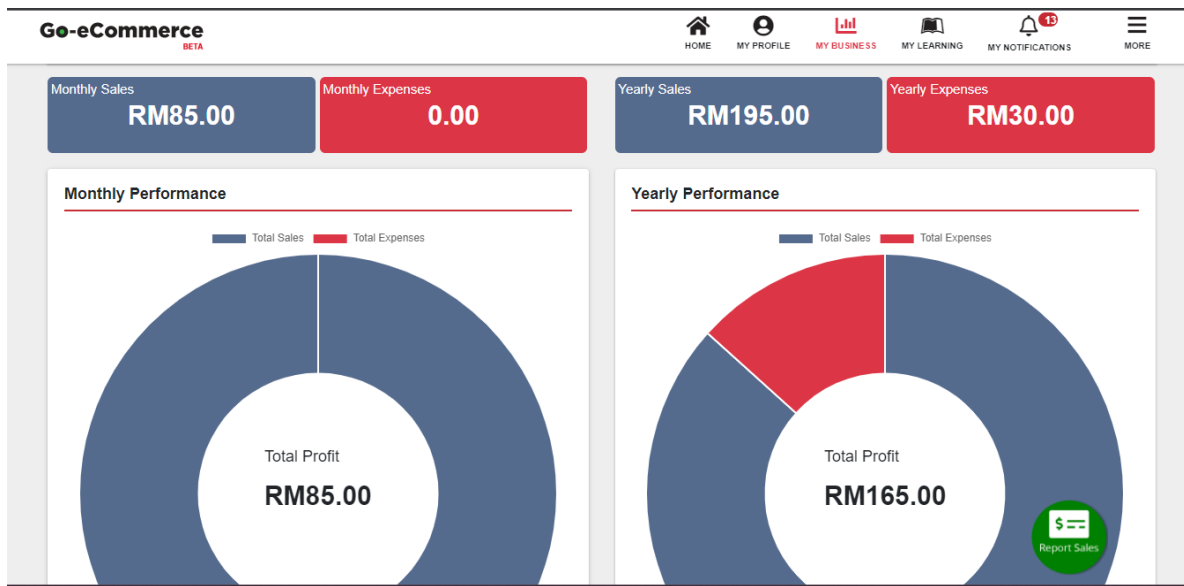 Go-eCommerce
BETA
HOME
MY PROFILE
MY BUSINESS
MY LEARNING
13
MY NOTIFICATIONS
MORE
Monthly Sales
RM85.00
Monthly Expenses
0.00
Yearly Sales
RM195.00
Yearly Expenses
RM30.00
Monthly Performance
Total Sales Total Expenses
Total Profit
RM85.00
Yearly Performance
Total Sales Total Expenses
Total Profit
RM165.00
$
Report Sales